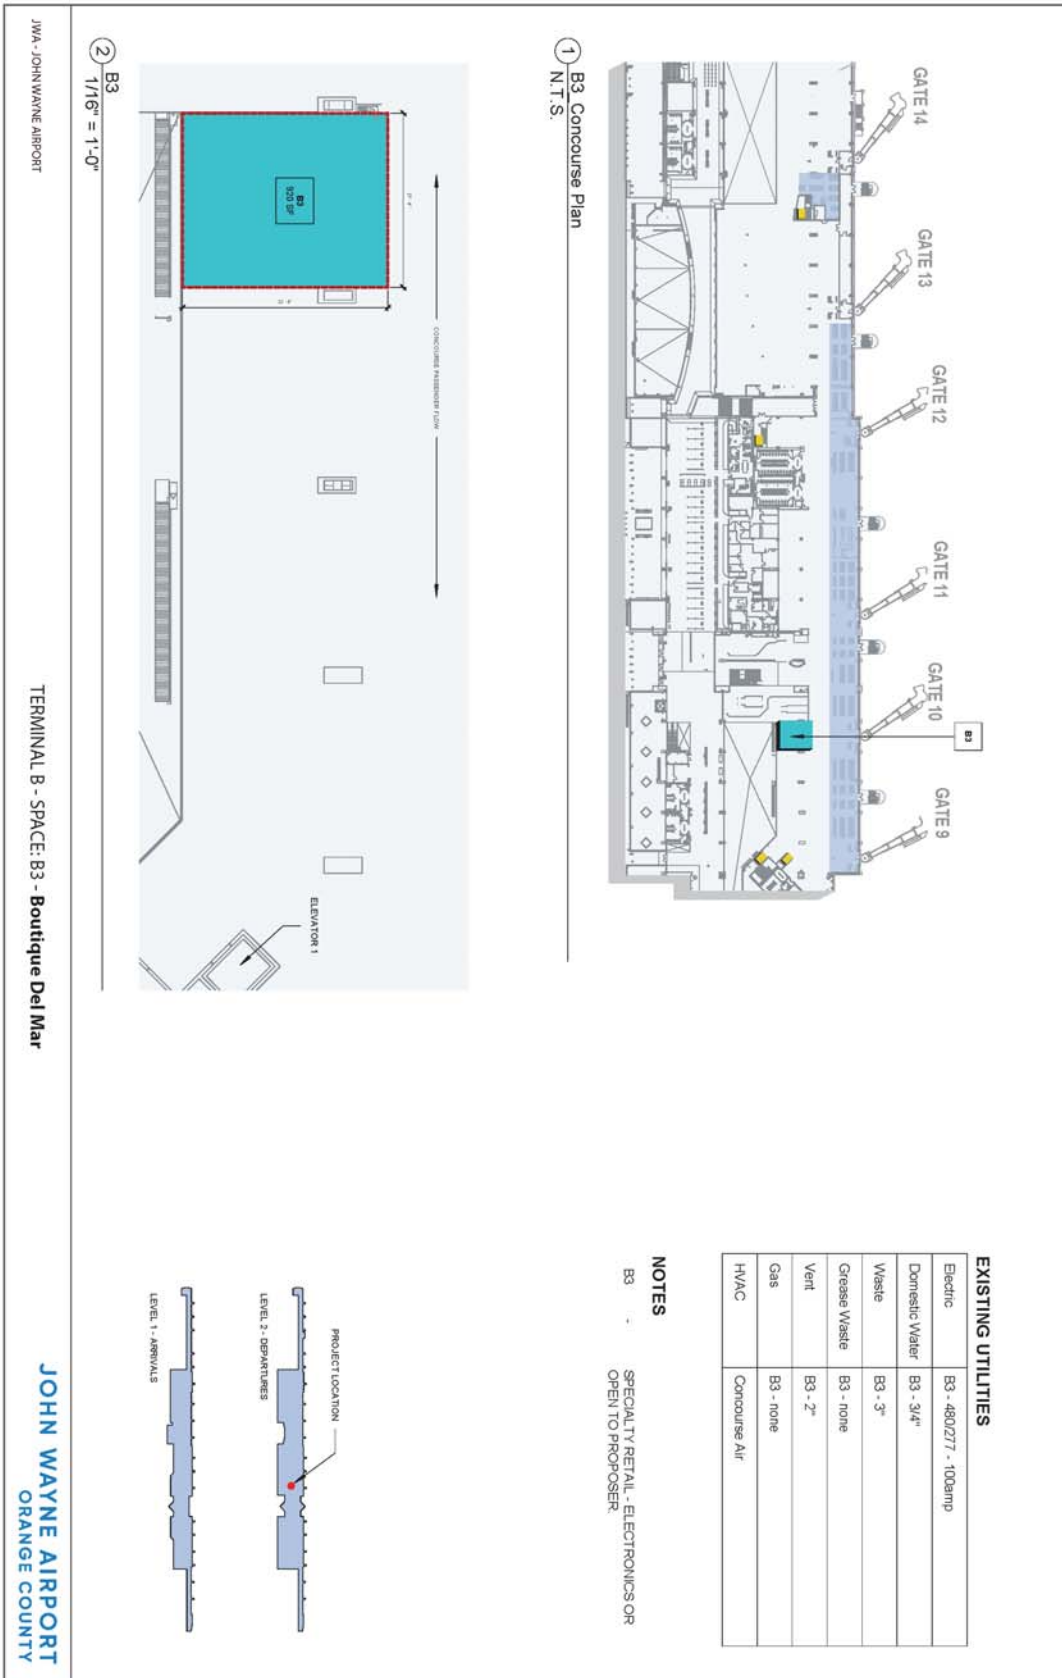 GATE 14
GATE 13
GATE 12
GATE 11
GATE 10
GATE 9
B3
1 B3_Concourse Plan
N.T.S.
B3
920 SF
CONCOURSE PASSENGER FLOW
ELEVATOR 1
2 B3
1/16" = 1'-0"
EXISTING UTILITIES
Electric B3 - 480/277 - 100amp
Domestic Water B3 - 3/4"
Waste B3 - 3"
Grease Waste B3 - none
Vent B3 - 2"
Gas B3 - none
HVAC Concourse Air
NOTES
B3 - SPECIALTY RETAIL - ELECTRONICS OR
OPEN TO PROPOSER.
PROJECT LOCATION
LEVEL 2 - DEPARTURES
LEVEL 1 - ARRIVALS
JWA - JOHN WAYNE AIRPORT
TERMINAL B - SPACE: B3 - Boutique Del Mar
JOHN WAYNE AIRPORT
ORANGE COUNTY